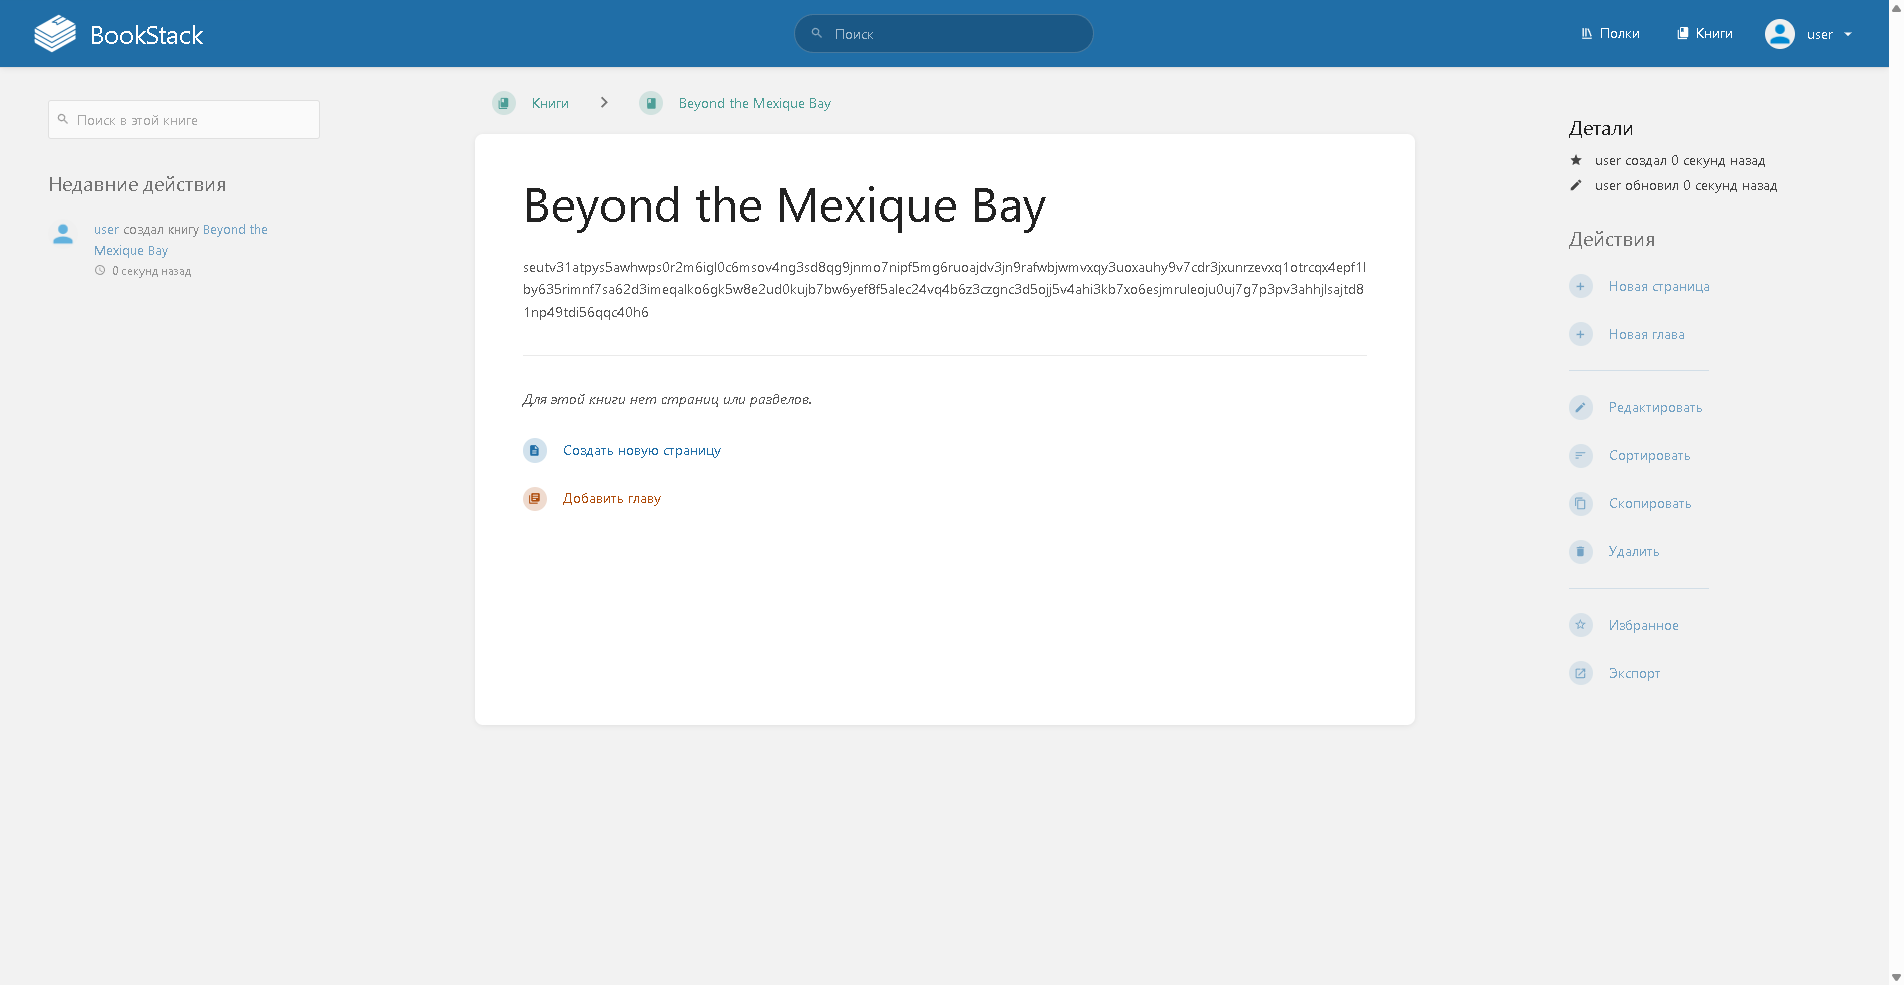 BookStack
Поиск
Полки
Книги
user
Поиск в этой книге
Недавние действия
user создал книгу Beyond the
Mexique Bay
0 секунд назад
Книги
Beyond the Mexique Bay
Beyond the Mexique Bay
seutv31atpys5awhwps0r2m6igl0c6msov4ng3sd8qg9jnmo7nipf5mg6ruoajdv3jn9rafwbjwmvxqy3uoxauhy9v7cdr3jxunrzevxq1otrcqx4epf1l
by635rimnf7sa62d3imeqalko6gk5w8e2ud0kujb7bw6yef8f5alec24vq4b6z3czgnc3d5ojj5v4ahi3kb7xo6esjmruleoju0uj7g7p3pv3ahhjlsajtd8
1np49tdi56qqc40h6
Для этой книги нет страниц или разделов.
Создать новую страницу
Добавить главу
Детали
user создал 0 секунд назад
user обновил 0 секунд назад
Действия
Новая страница
Новая глава
Редактировать
Сортировать
Скопировать
Удалить
Избранное
Экспорт